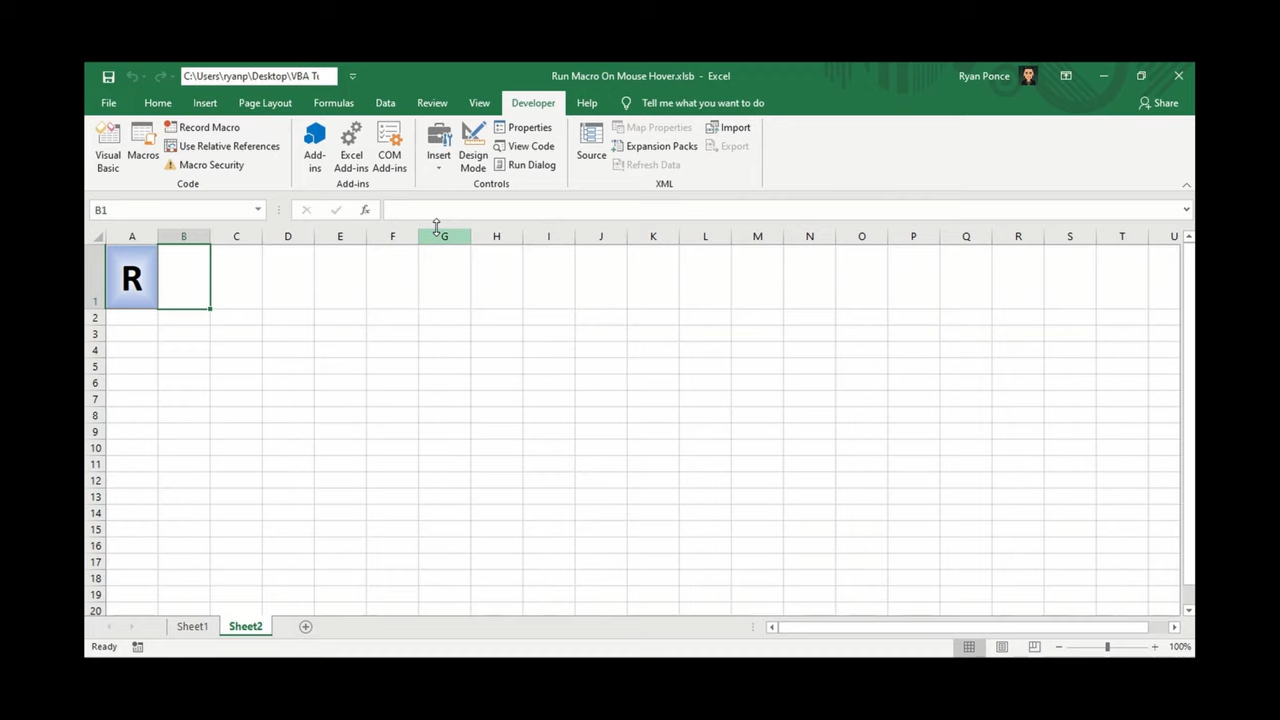 C:\Users\ryanp\Desktop\VBA Tu
Run Macro On Mouse Hover.xlsb - Excel
Ryan Ponce
File Home Insert Page Layout Formulas Data Review View Developer Help Tell me what you want to do Share
Visual Basic
Macros
Record Macro
Use Relative References
Macro Security
Code
Add-ins
Excel Add-ins
COM Add-ins
Add-ins
Insert
Design Mode
Properties
View Code
Run Dialog
Controls
Source
Map Properties
Expansion Packs
Refresh Data
Import
Export
XML
B1
fx
A B C D E F G H I J K L M N O P Q R S T U
R
1
2
3
4
5
6
7
8
9
10
11
12
13
14
15
16
17
18
19
20
Sheet1 Sheet2
Ready
100%